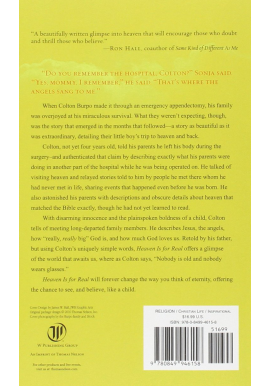 "A beautifully written glimpse into heaven that will encourage those who doubt
and thrill those who believe."
—Ron Hall, coauthor of Same Kind of Different As Me
"Do you remember the hospital, Colton?" Sonja said.
"Yes, Mommy, I remember," he said. "That's where the
angels sang to me."
When Colton Burpo made it through an emergency appendectomy, his family
was overjoyed at his miraculous survival. What they weren't expecting, though,
was the story that emerged in the months that followed—a story as beautiful as it was
extraordinary, detailing their little boy's trip to heaven and back.
Colton, not yet four years old, told his parents he left his body during the
surgery–and authenticated that claim by describing exactly what his parents were
doing in another part of the hospital while he was being operated on. He talked of
visiting heaven and relayed stories told to him by people he met there whom he
had never met in life, sharing events that happened even before he was born. He
also astonished his parents with descriptions and obscure details about heaven that
matched the Bible exactly, though he had not yet learned to read.
With disarming innocence and the plainspoken boldness of a child, Colton
tells of meeting long-departed family members. He describes Jesus, the angels,
how "really, really big" God is, and how much God loves us. Retold by his father,
but using Colton's uniquely simple words, Heaven Is for Real offers a glimpse
of the world that awaits us, where as Colton says, "Nobody is old and nobody
wears glasses."
Heaven Is for Real will forever change the way you think of eternity, offering
the chance to see, and believe, like a child.
RELIGION / Christian Life / Inspirational
$16.99 U.S.
ISBN 978-0-8499-4615-8
51699
9 780849 946158